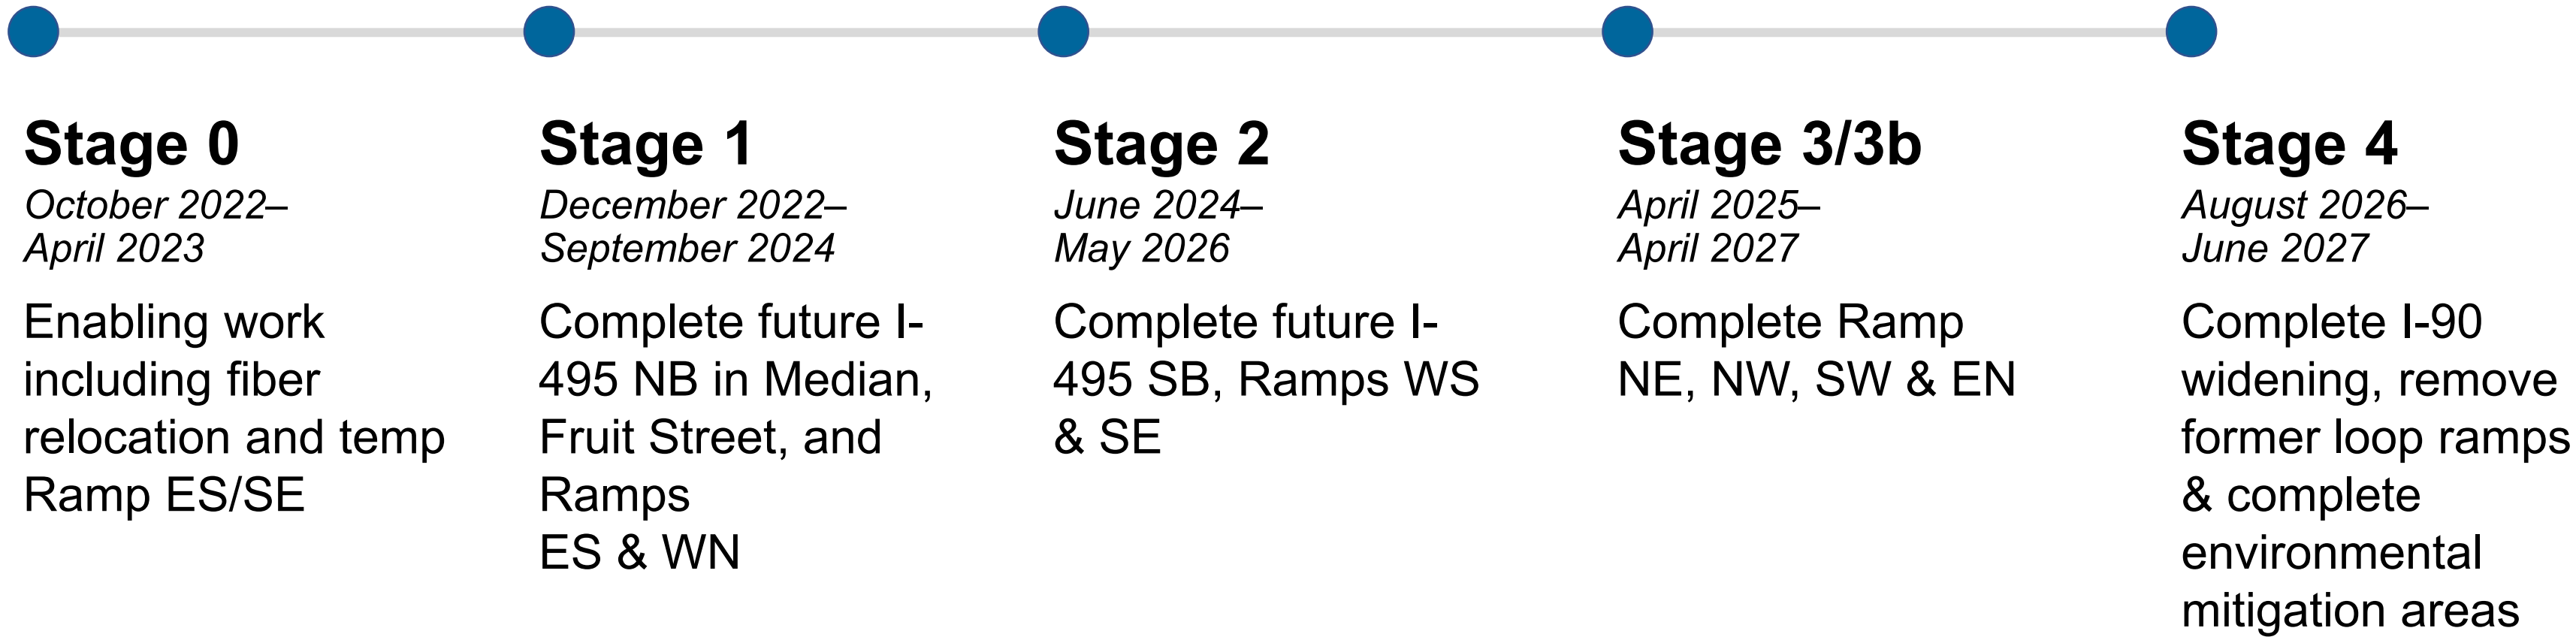 Stage 0
October 2022–
April 2023
Enabling work
including fiber
relocation and temp
Ramp ES/SE
Stage 1
December 2022–
September 2024
Complete future I-
495 NB in Median,
Fruit Street, and
Ramps
ES & WN
Stage 2
June 2024–
May 2026
Complete future I-
495 SB, Ramps WS
& SE
Stage 3/3b
April 2025–
April 2027
Complete Ramp
NE, NW, SW & EN
Stage 4
August 2026–
June 2027
Complete I-90
widening, remove
former loop ramps
& complete
environmental
mitigation areas